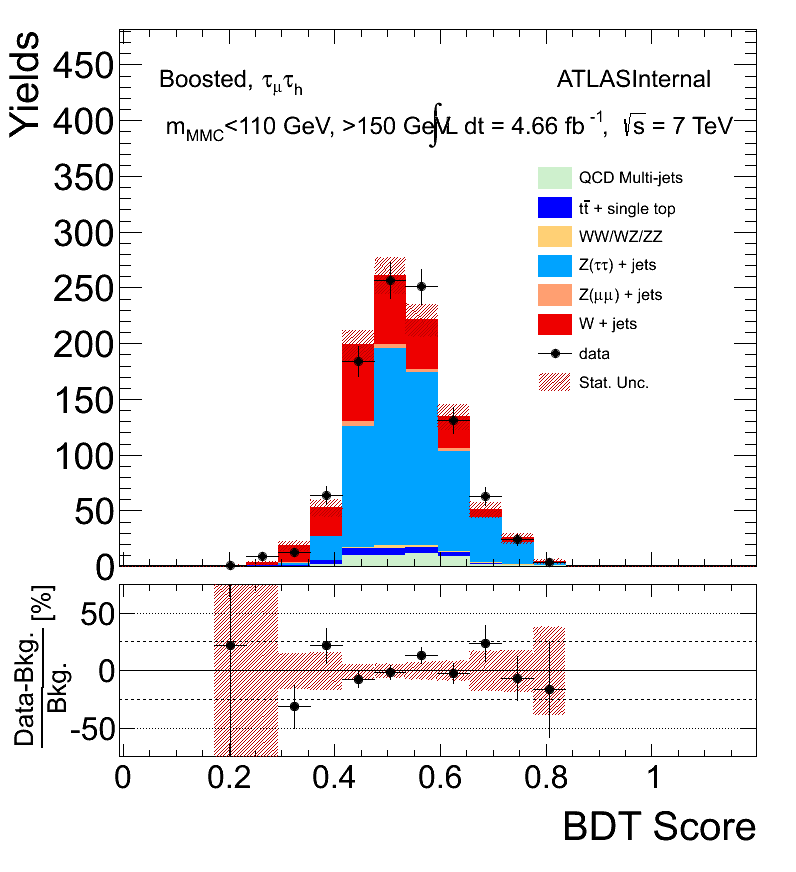 Yields
450
400
350
300
250
200
150
100
50
0
Boosted, τμτh
ATLASInternal
mMMC<110 GeV, >150 GeV
∫L dt = 4.66 fb-1, √s = 7 TeV
QCD Multi-jets
tt̄ + single top
WW/WZ/ZZ
Z(ττ) + jets
Z(μμ) + jets
W + jets
data
Stat. Unc.
Data-Bkg.
Bkg.
[%]
50
0
-50
0 0.2 0.4 0.6 0.8 1
BDT Score